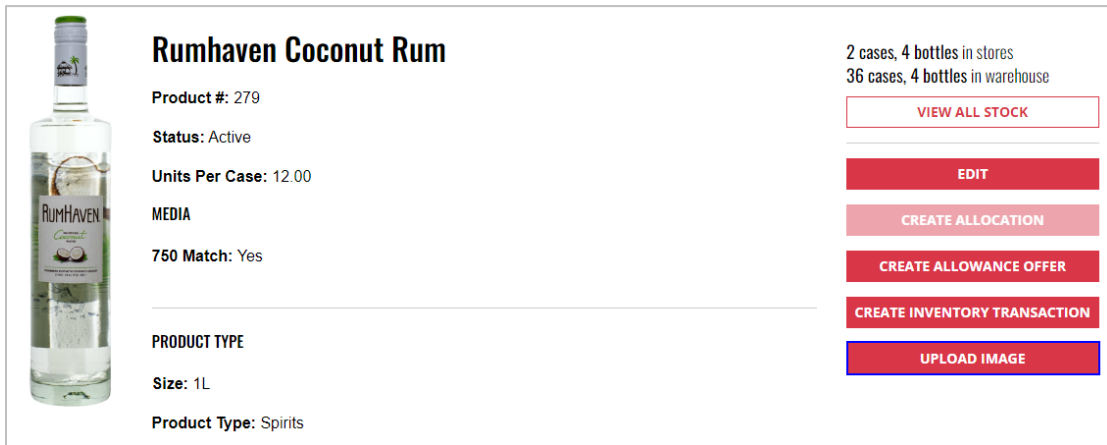 Rumhaven Coconut Rum
Product #: 279
Status: Active
Units Per Case: 12.00
MEDIA
750 Match: Yes
PRODUCT TYPE
Size: 1L
Product Type: Spirits
2 cases, 4 bottles in stores
36 cases, 4 bottles in warehouse
VIEW ALL STOCK
EDIT
CREATE ALLOCATION
CREATE ALLOWANCE OFFER
CREATE INVENTORY TRANSACTION
UPLOAD IMAGE
RUMHAVEN
Coconut